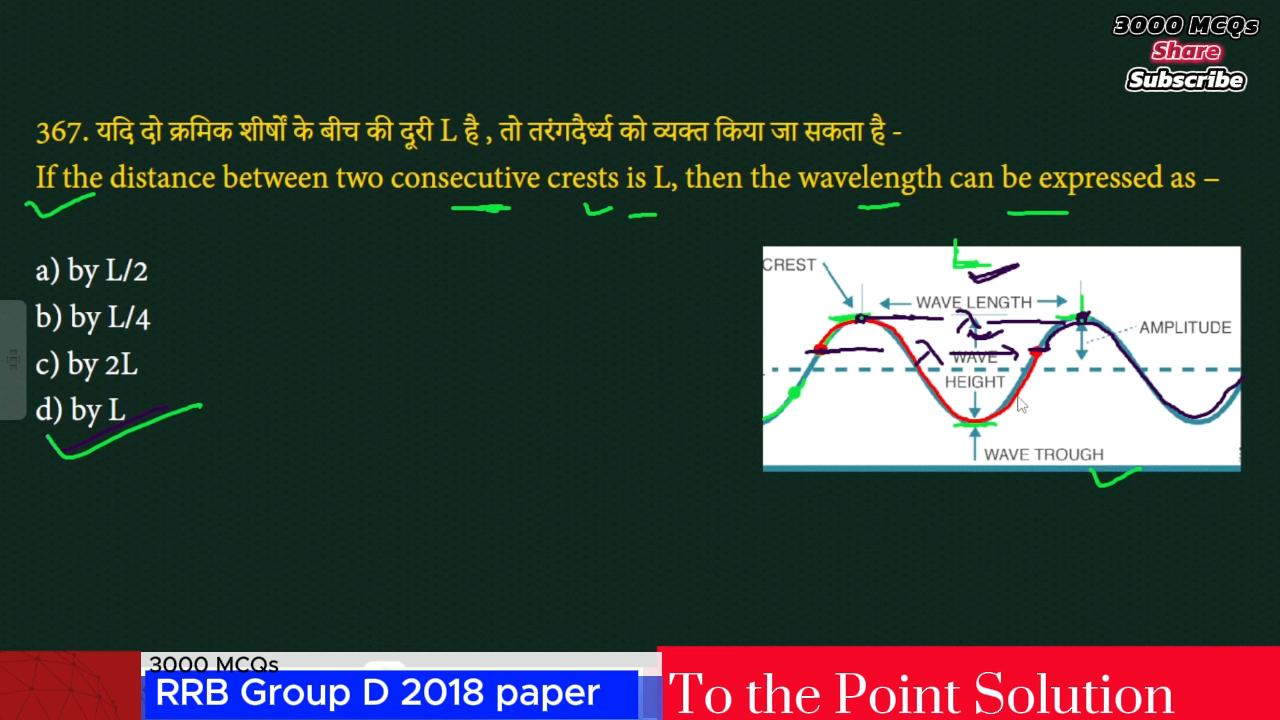 3000 MCQs
Share
Subscribe
367. यदि दो क्रमिक शीर्षों के बीच की दूरी L है , तो तरंगदैर्ध्य को व्यक्त किया जा सकता है -
If the distance between two consecutive crests is L, then the wavelength can be expressed as –
a) by L/2
b) by L/4
c) by 2L
d) by L
L
CREST
WAVE LENGTH
λ
AMPLITUDE
λ
WAVE
HEIGHT
WAVE TROUGH
3000 MCQs
RRB Group D 2018 paper
To the Point Solution